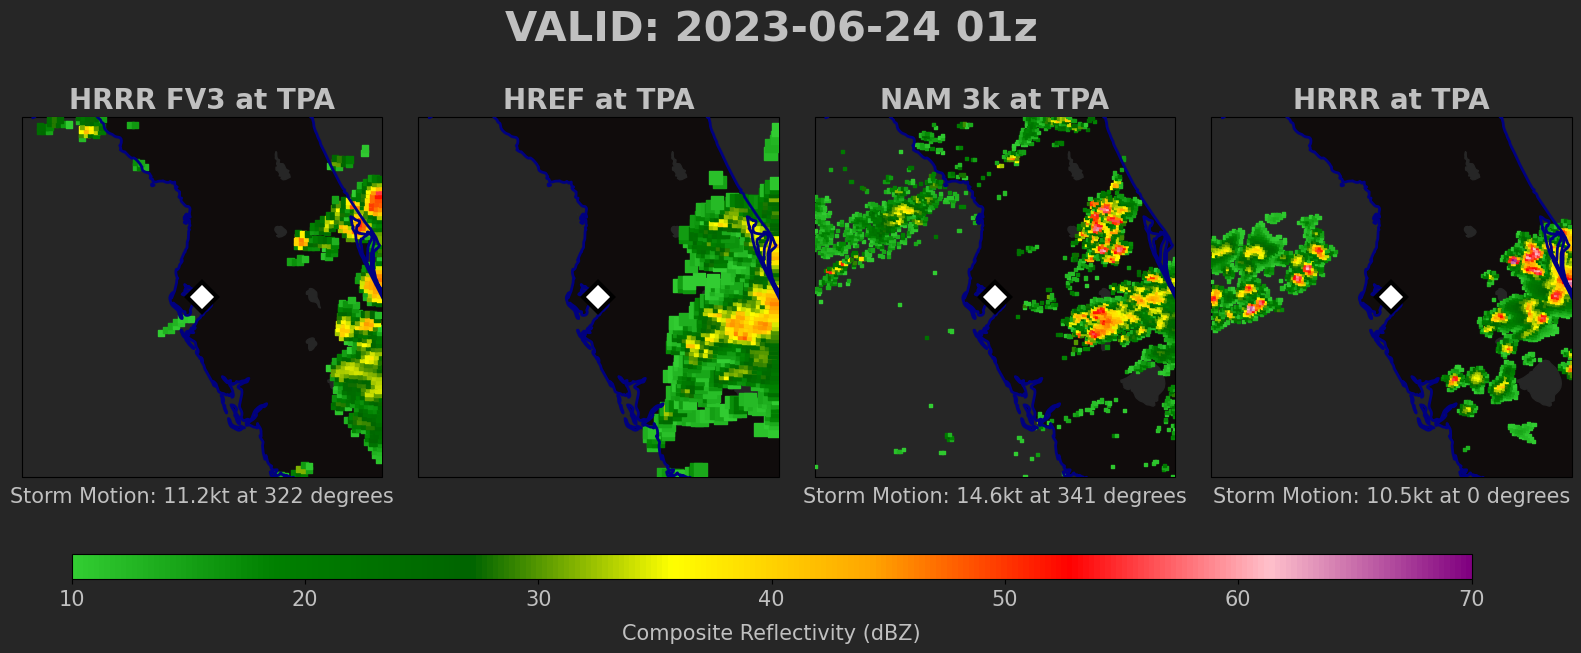 VALID: 2023-06-24 01z
HRRR FV3 at TPA
HREF at TPA
NAM 3k at TPA
HRRR at TPA
Storm Motion: 11.2kt at 322 degrees
Storm Motion: 14.6kt at 341 degrees
Storm Motion: 10.5kt at 0 degrees
10 20 30 40 50 60 70
Composite Reflectivity (dBZ)